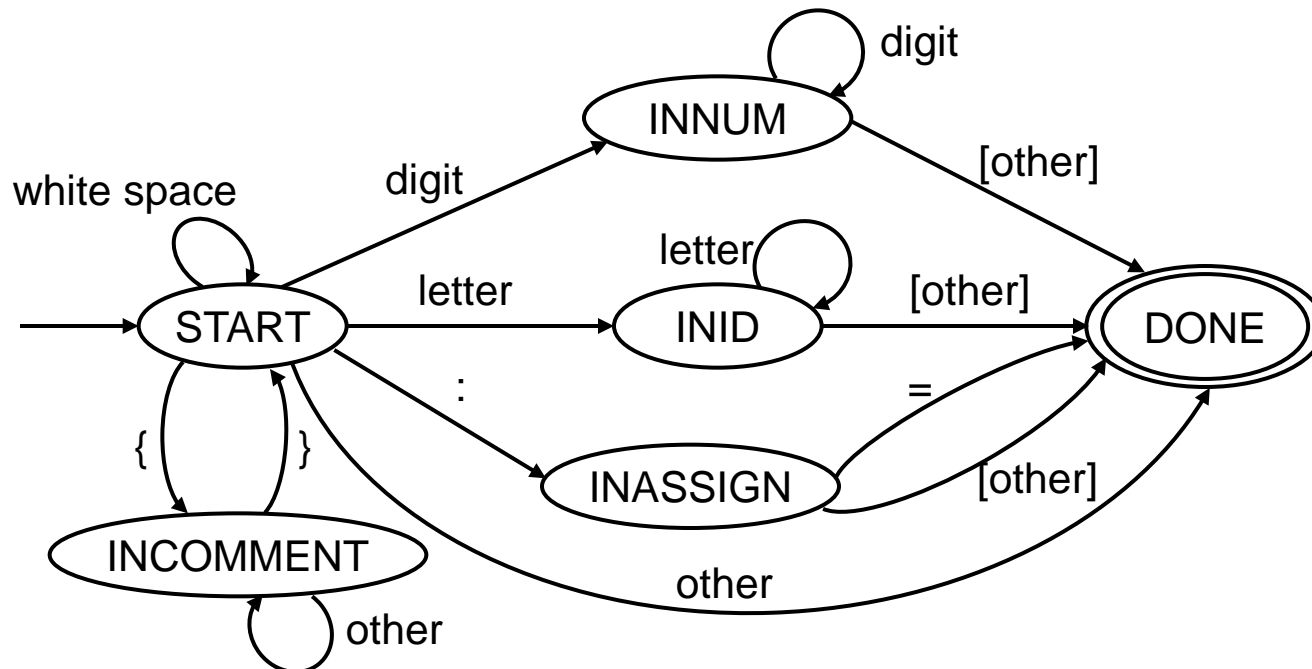 digit
INNUM
[other]
digit
white space
letter
letter
[other]
START
INID
DONE
:
=
{
}
INASSIGN
[other]
INCOMMENT
other
other